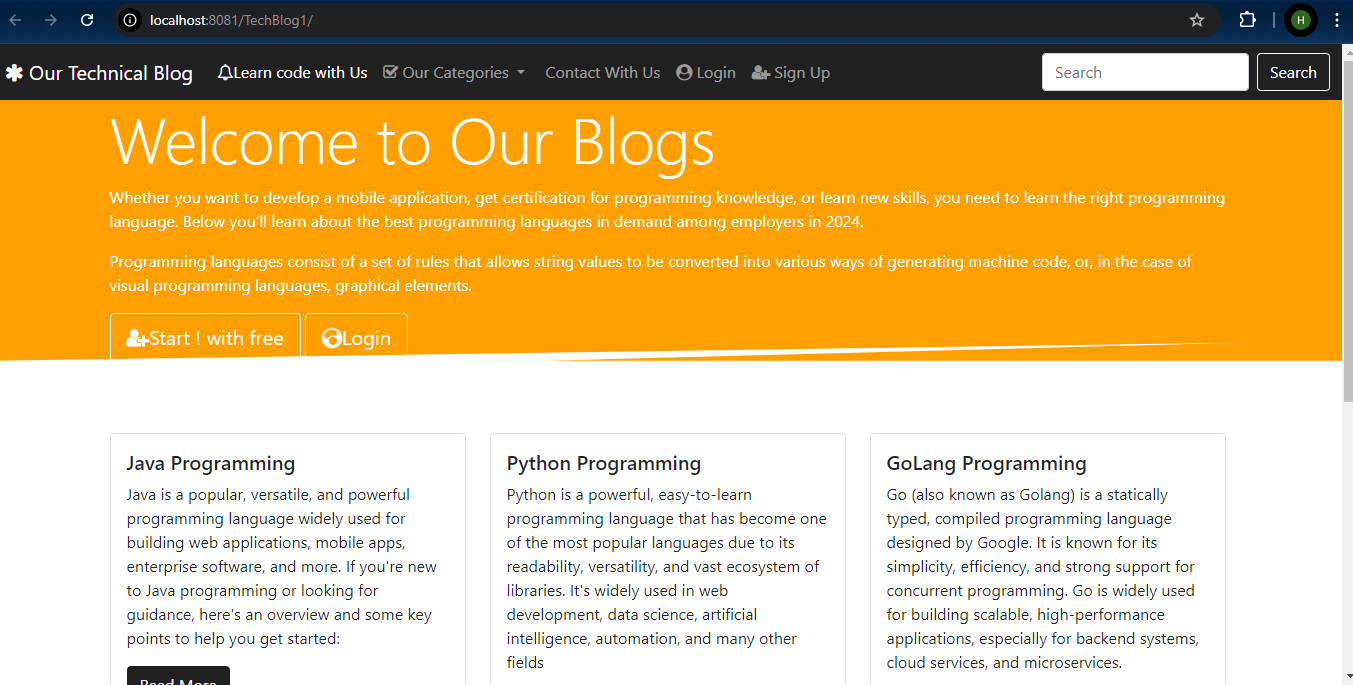 localhost:8081/TechBlog1/
H
Our Technical Blog Learn code with Us Our Categories Contact With Us Login Sign Up Search Search
Welcome to Our Blogs
Whether you want to develop a mobile application, get certification for programming knowledge, or learn new skills, you need to learn the right programming
language. Below you’ll learn about the best programming languages in demand among employers in 2024.
Programming languages consist of a set of rules that allows string values to be converted into various ways of generating machine code, or, in the case of
visual programming languages, graphical elements.
Start ! with free Login
Java Programming
Java is a popular, versatile, and powerful
programming language widely used for
building web applications, mobile apps,
enterprise software, and more. If you're new
to Java programming or looking for
guidance, here's an overview and some key
points to help you get started:
Read More
Python Programming
Python is a powerful, easy-to-learn
programming language that has become one
of the most popular languages due to its
readability, versatility, and vast ecosystem of
libraries. It's widely used in web
development, data science, artificial
intelligence, automation, and many other
fields
GoLang Programming
Go (also known as Golang) is a statically
typed, compiled programming language
designed by Google. It is known for its
simplicity, efficiency, and strong support for
concurrent programming. Go is widely used
for building scalable, high-performance
applications, especially for backend systems,
cloud services, and microservices.